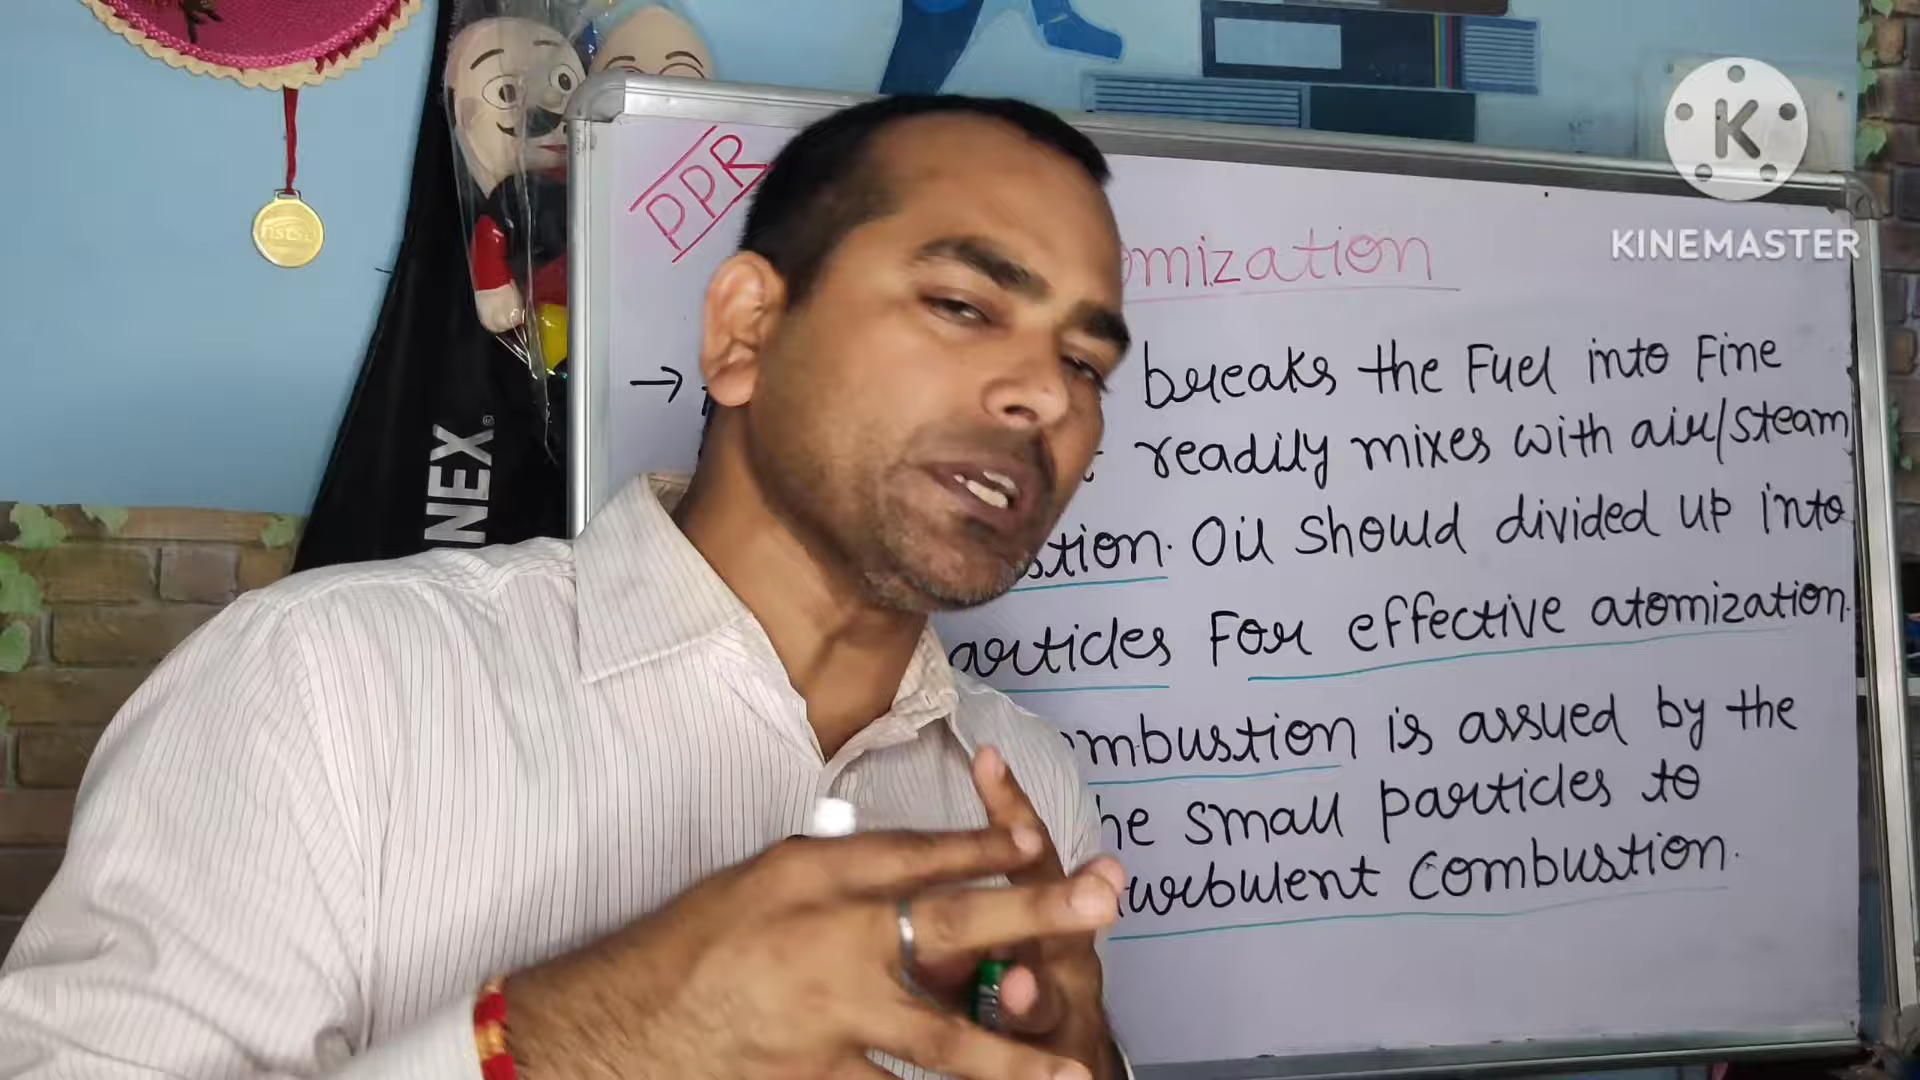 PPR
omization
KINEMASTER
→ breaks the Fuel into Fine
readily mixes with air/steam
stion. Oil should divided up into
articles For effective atomization.
mbustion is assued by the
he small particles to
urbulent combustion.
NEX
K